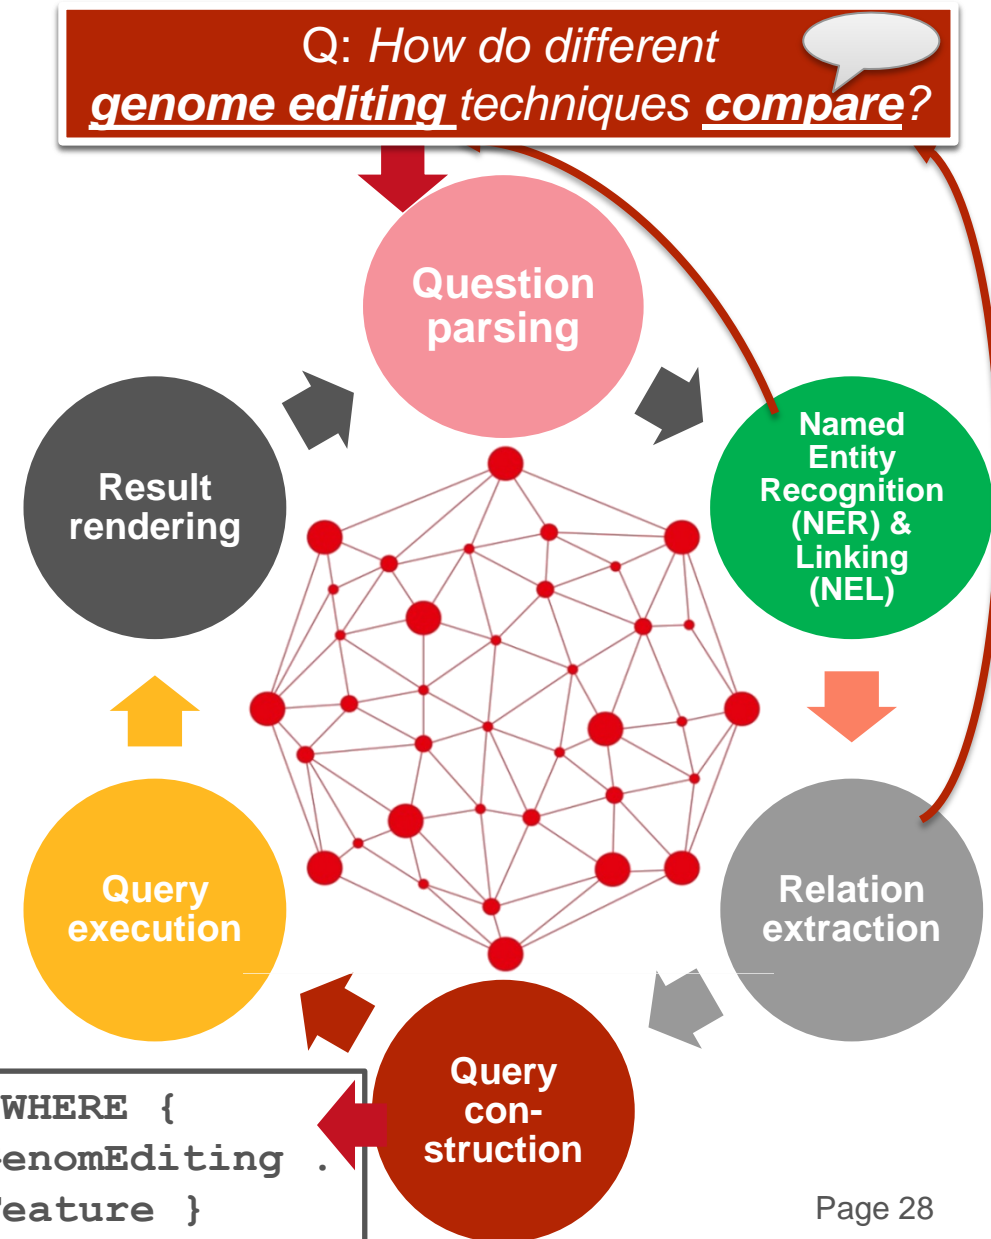 Q: How do different
genome editing techniques compare?
Question
parsing
Named
Entity
Recognition
(NER) &
Linking
(NEL)
Result
rendering
Relation
extraction
Query
execution
Query
con-
struction
WHERE {
enomEditing .
eature }
Page 28